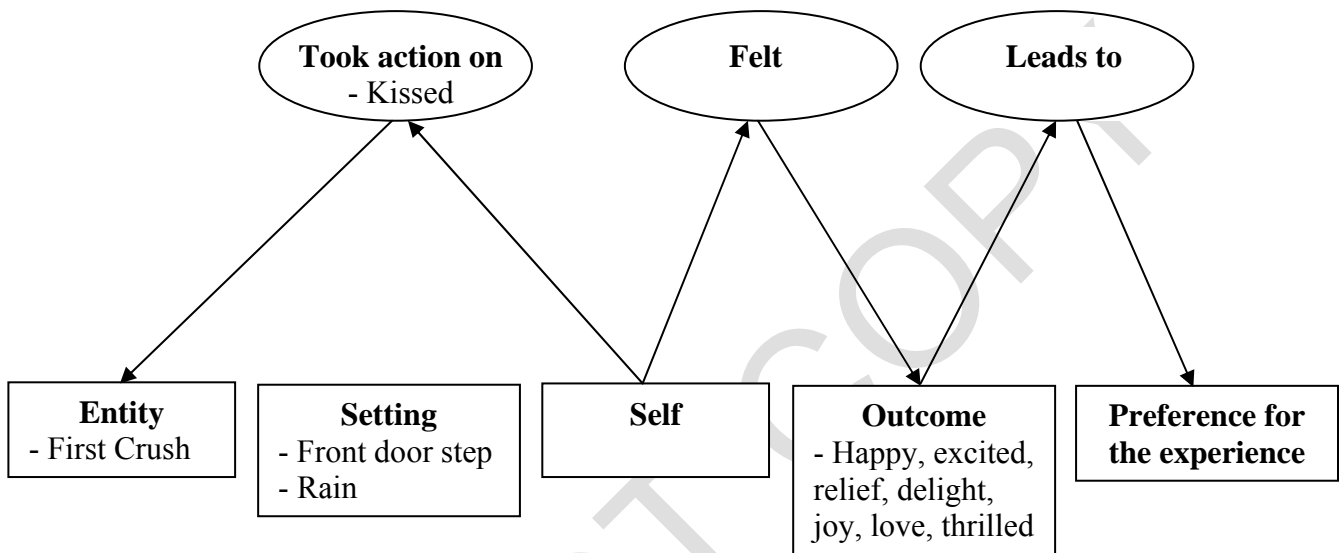 Took action on
- Kissed
Felt
Leads to
Entity
- First Crush
Setting
- Front door step
- Rain
Self
Outcome
- Happy, excited,
relief, delight,
joy, love, thrilled
Preference for
the experience